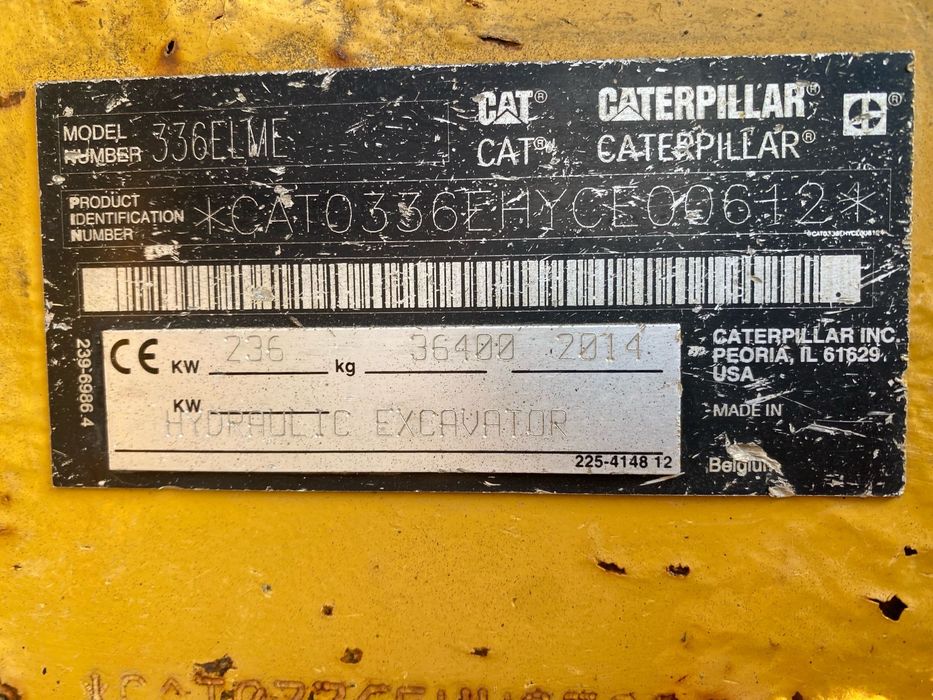 MODEL NUMBER 336ELME
CAT® CATERPILLAR® ®
CAT® CATERPILLAR®
PRODUCT IDENTIFICATION NUMBER *CAT0336EHYCE00612*
*CAT0336EHYCE00612*
239-6986 4
CE KW 236 kg 36400 2014
KW
HYDRAULIC EXCAVATOR
225-4148 12
CATERPILLAR INC.
PEORIA, IL 61629
USA
MADE IN
Belgium